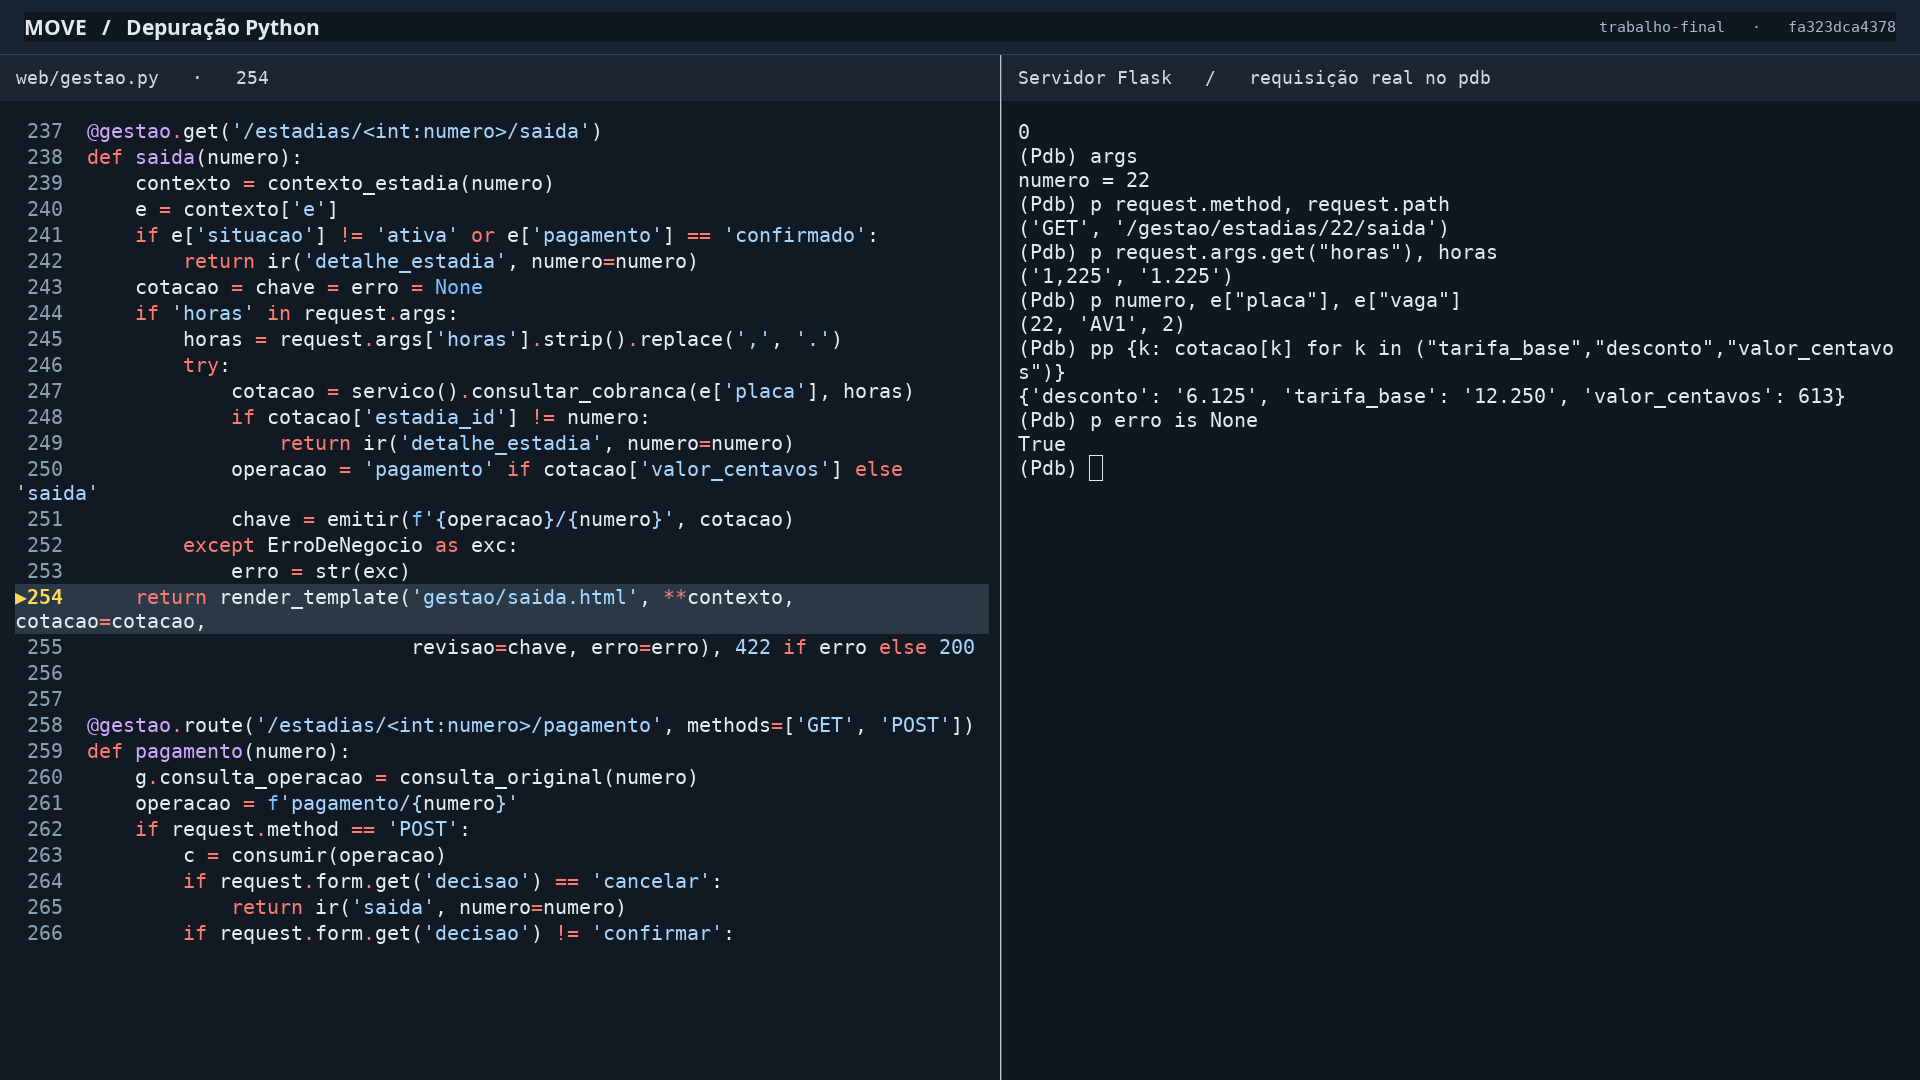 MOVE / Depuração Python
trabalho-final · fa323dca4378
web/gestao.py · 254
237 @gestao.get('/estadias/<int:numero>/saida')
238 def saida(numero):
239     contexto = contexto_estadia(numero)
240     e = contexto['e']
241     if e['situacao'] != 'ativa' or e['pagamento'] == 'confirmado':
242         return ir('detalhe_estadia', numero=numero)
243     cotacao = chave = erro = None
244     if 'horas' in request.args:
245         horas = request.args['horas'].strip().replace(',', '.')
246         try:
247             cotacao = servico().consultar_cobranca(e['placa'], horas)
248             if cotacao['estadia_id'] != numero:
249                 return ir('detalhe_estadia', numero=numero)
250             operacao = 'pagamento' if cotacao['valor_centavos'] else
'saida'
251             chave = emitir(f'{operacao}/{numero}', cotacao)
252         except ErroDeNegocio as exc:
253             erro = str(exc)
▶254     return render_template('gestao/saida.html', **contexto,
cotacao=cotacao,
255                            revisao=chave, erro=erro), 422 if erro else 200
256
257
258 @gestao.route('/estadias/<int:numero>/pagamento', methods=['GET', 'POST'])
259 def pagamento(numero):
260     g.consulta_operacao = consulta_original(numero)
261     operacao = f'pagamento/{numero}'
262     if request.method == 'POST':
263         c = consumir(operacao)
264         if request.form.get('decisao') == 'cancelar':
265             return ir('saida', numero=numero)
266         if request.form.get('decisao') != 'confirmar':
Servidor Flask / requisição real no pdb
0
(Pdb) args
numero = 22
(Pdb) p request.method, request.path
('GET', '/gestao/estadias/22/saida')
(Pdb) p request.args.get("horas"), horas
('1,225', '1.225')
(Pdb) p numero, e["placa"], e["vaga"]
(22, 'AV1', 2)
(Pdb) pp {k: cotacao[k] for k in ("tarifa_base","desconto","valor_centavo
s")}
{'desconto': '6.125', 'tarifa_base': '12.250', 'valor_centavos': 613}
(Pdb) p erro is None
True
(Pdb)